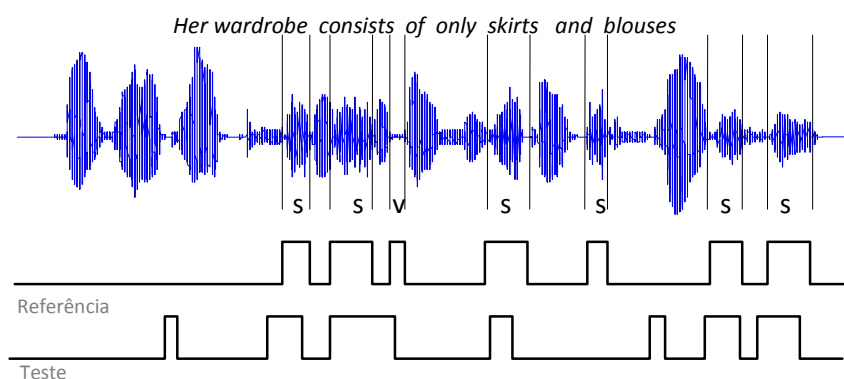 Her wardrobe consists of only skirts and blouses
s s v s s s s
Referência
Teste